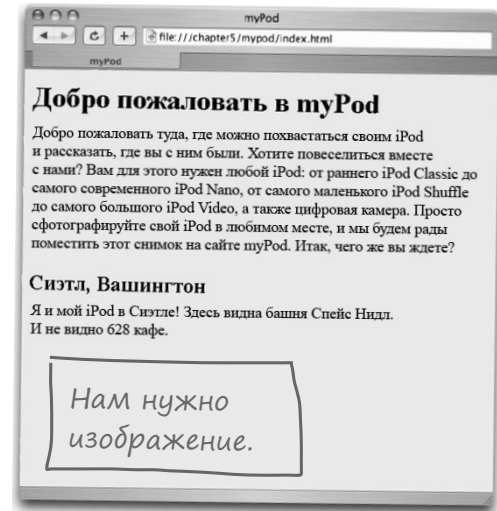 myPod
file:///chapter5/mypod/index.html
myPod
Добро пожаловать в myPod
Добро пожаловать туда, где можно похвастаться своим iPod
и рассказать, где вы с ним были. Хотите повеселиться вместе
с нами? Вам для этого нужен любой iPod: от раннего iPod Classic до
самого современного iPod Nano, от самого маленького iPod Shuffle
до самого большого iPod Video, а также цифровая камера. Просто
сфотографируйте свой iPod в любимом месте, и мы будем рады
поместить этот снимок на сайте myPod. Итак, чего же вы ждете?
Сиэтл, Вашингтон
Я и мой iPod в Сиэтле! Здесь видна башня Спейс Нидл.
И не видно 628 кафе.
Нам нужно
изображение.